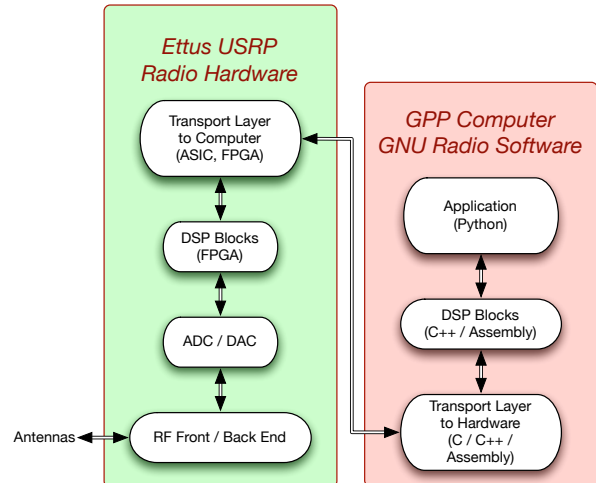 Ettus USRP
Radio Hardware
Transport Layer
to Computer
(ASIC, FPGA)
DSP Blocks
(FPGA)
ADC / DAC
RF Front / Back End
Antennas
GPP Computer
GNU Radio Software
Application
(Python)
DSP Blocks
(C++ / Assembly)
Transport Layer
to Hardware
(C / C++ /
Assembly)